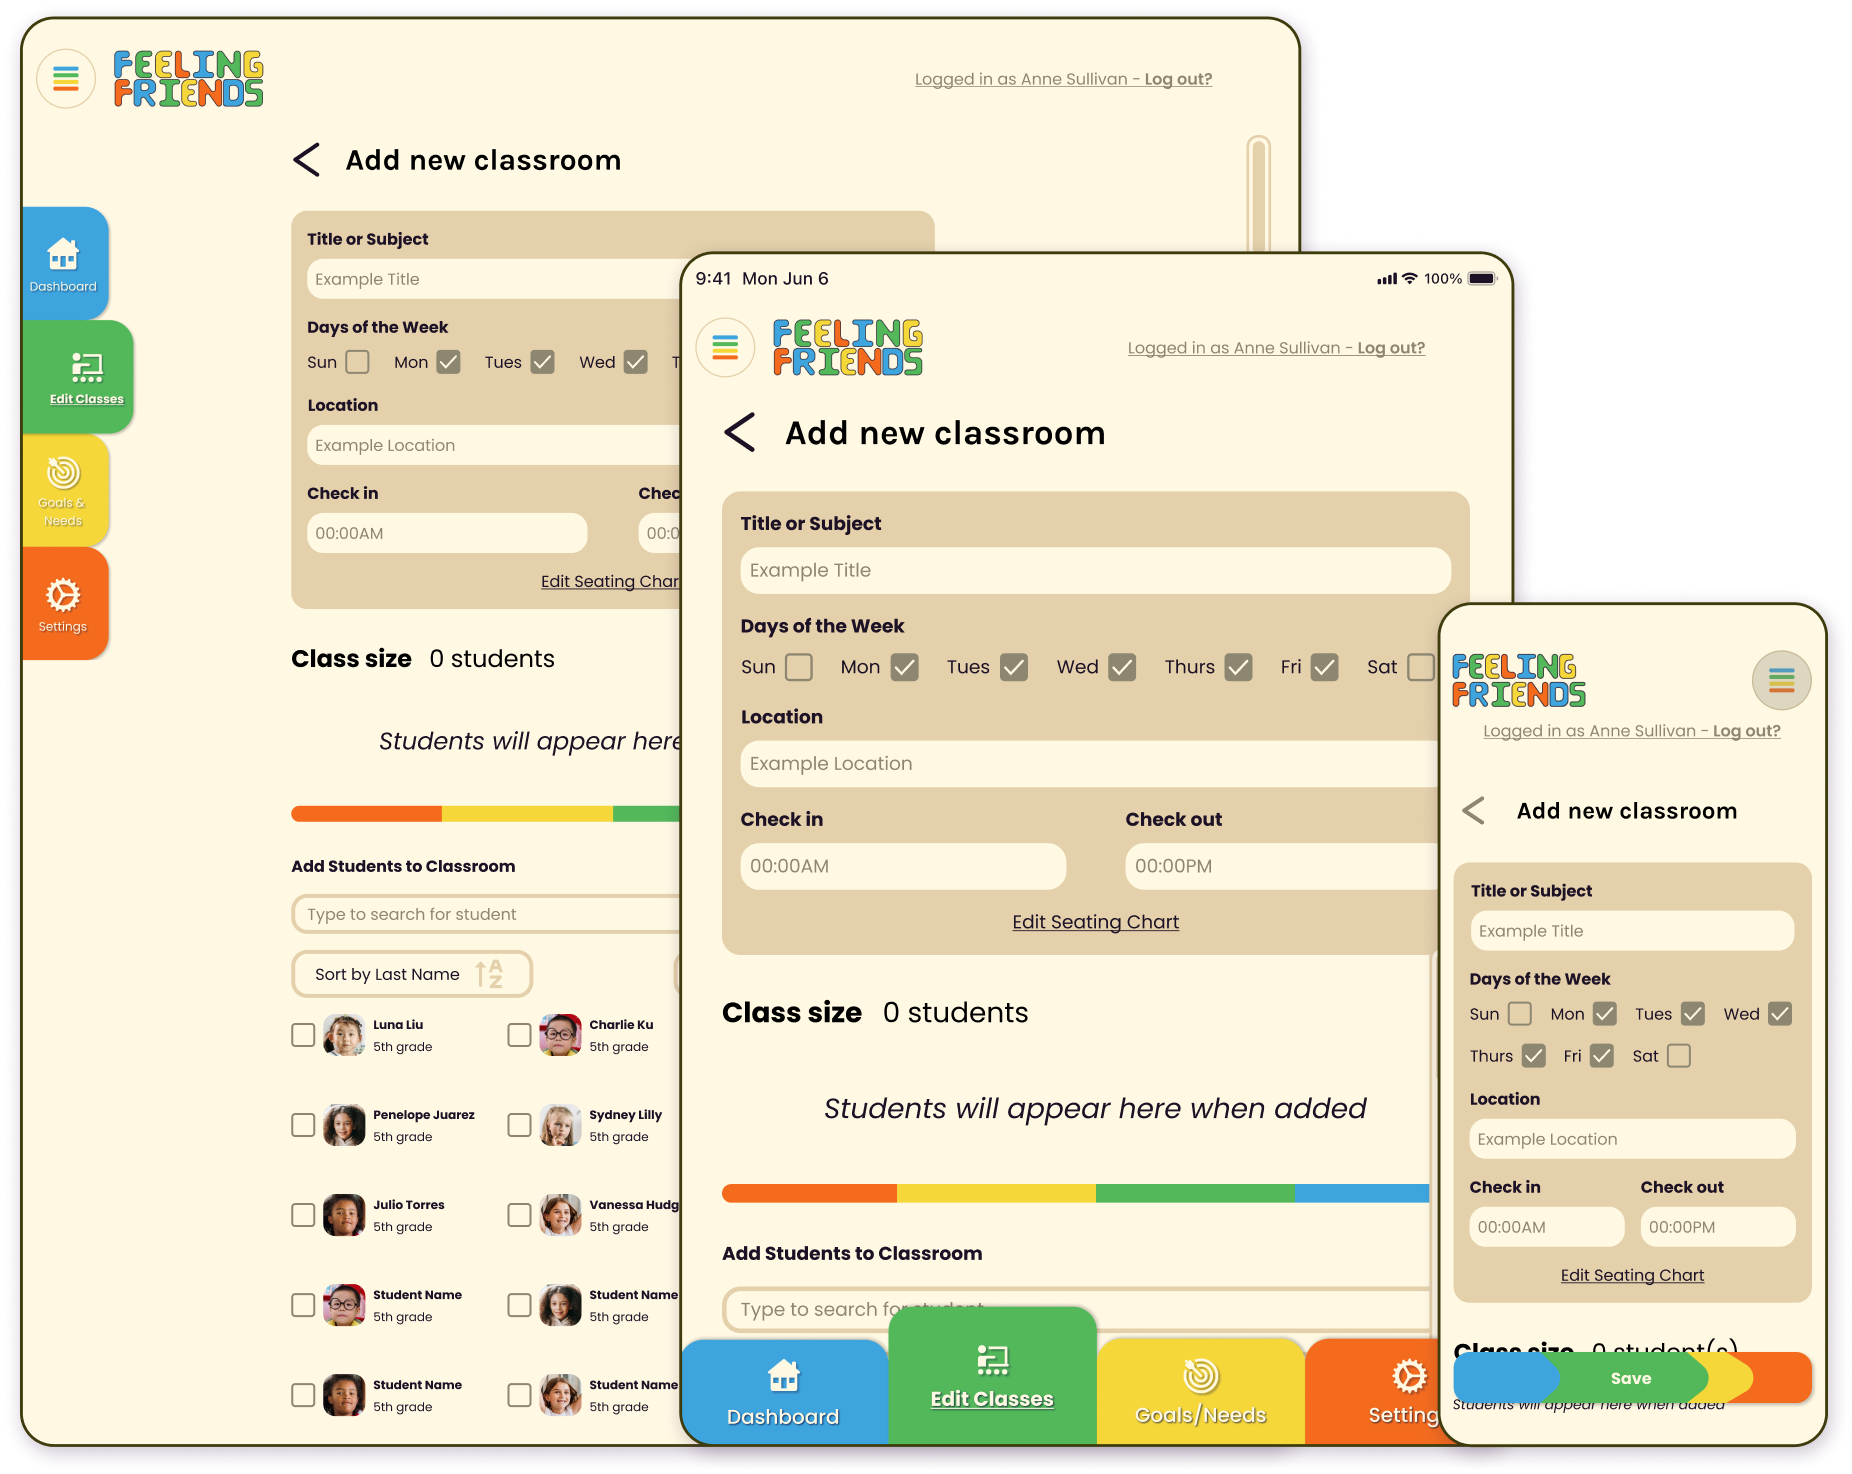 FEELING
FRIENDS
Logged in as Anne Sullivan - Log out?
Add new classroom
Dashboard
Edit Classes
Goals &
Needs
Settings
Title or Subject
Example Title
Days of the Week
Sun Mon Tues Wed T
Location
Example Location
Check in Chec
00:00AM 00:0
Edit Seating Char
Class size 0 students
Students will appear here
Add Students to Classroom
Type to search for student
Sort by Last Name A Z
Luna Liu
5th grade
Charlie Ku
5th grade
Penelope Juarez
5th grade
Sydney Lilly
5th grade
Julio Torres
5th grade
Vanessa Hudg
5th grade
Student Name
5th grade
Student Name
5th grade
Student Name
5th grade
Student Name
5th grade
9:41 Mon Jun 6 100%
FEELING
FRIENDS
Logged in as Anne Sullivan - Log out?
Add new classroom
Title or Subject
Example Title
Days of the Week
Sun Mon Tues Wed Thurs Fri Sat
Location
Example Location
Check in Check out
00:00AM 00:00PM
Edit Seating Chart
Class size 0 students
Students will appear here when added
Add Students to Classroom
Type to search for student
Dashboard
Edit Classes
Goals/Needs
Setting
FEELING
FRIENDS
Logged in as Anne Sullivan - Log out?
Add new classroom
Title or Subject
Example Title
Days of the Week
Sun Mon Tues Wed
Thurs Fri Sat
Location
Example Location
Check in Check out
00:00AM 00:00PM
Edit Seating Chart
Class size 0 student(s)
Save
Students will appear here when added